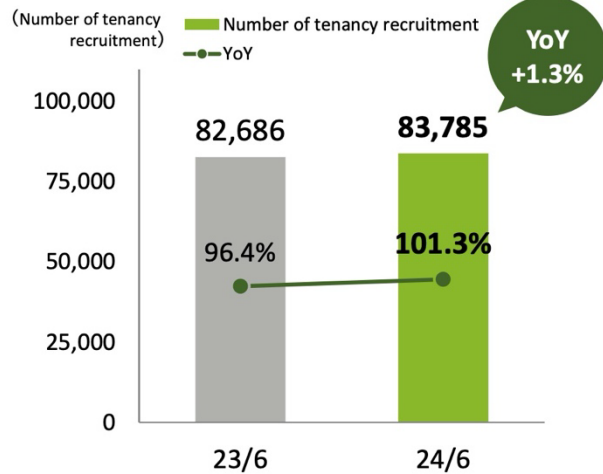 （Number of tenancy
recruitment）
Number of tenancy recruitment
YoY
YoY
+1.3%
100,000
82,686
83,785
75,000
50,000
96.4%
101.3%
25,000
0
23/6
24/6